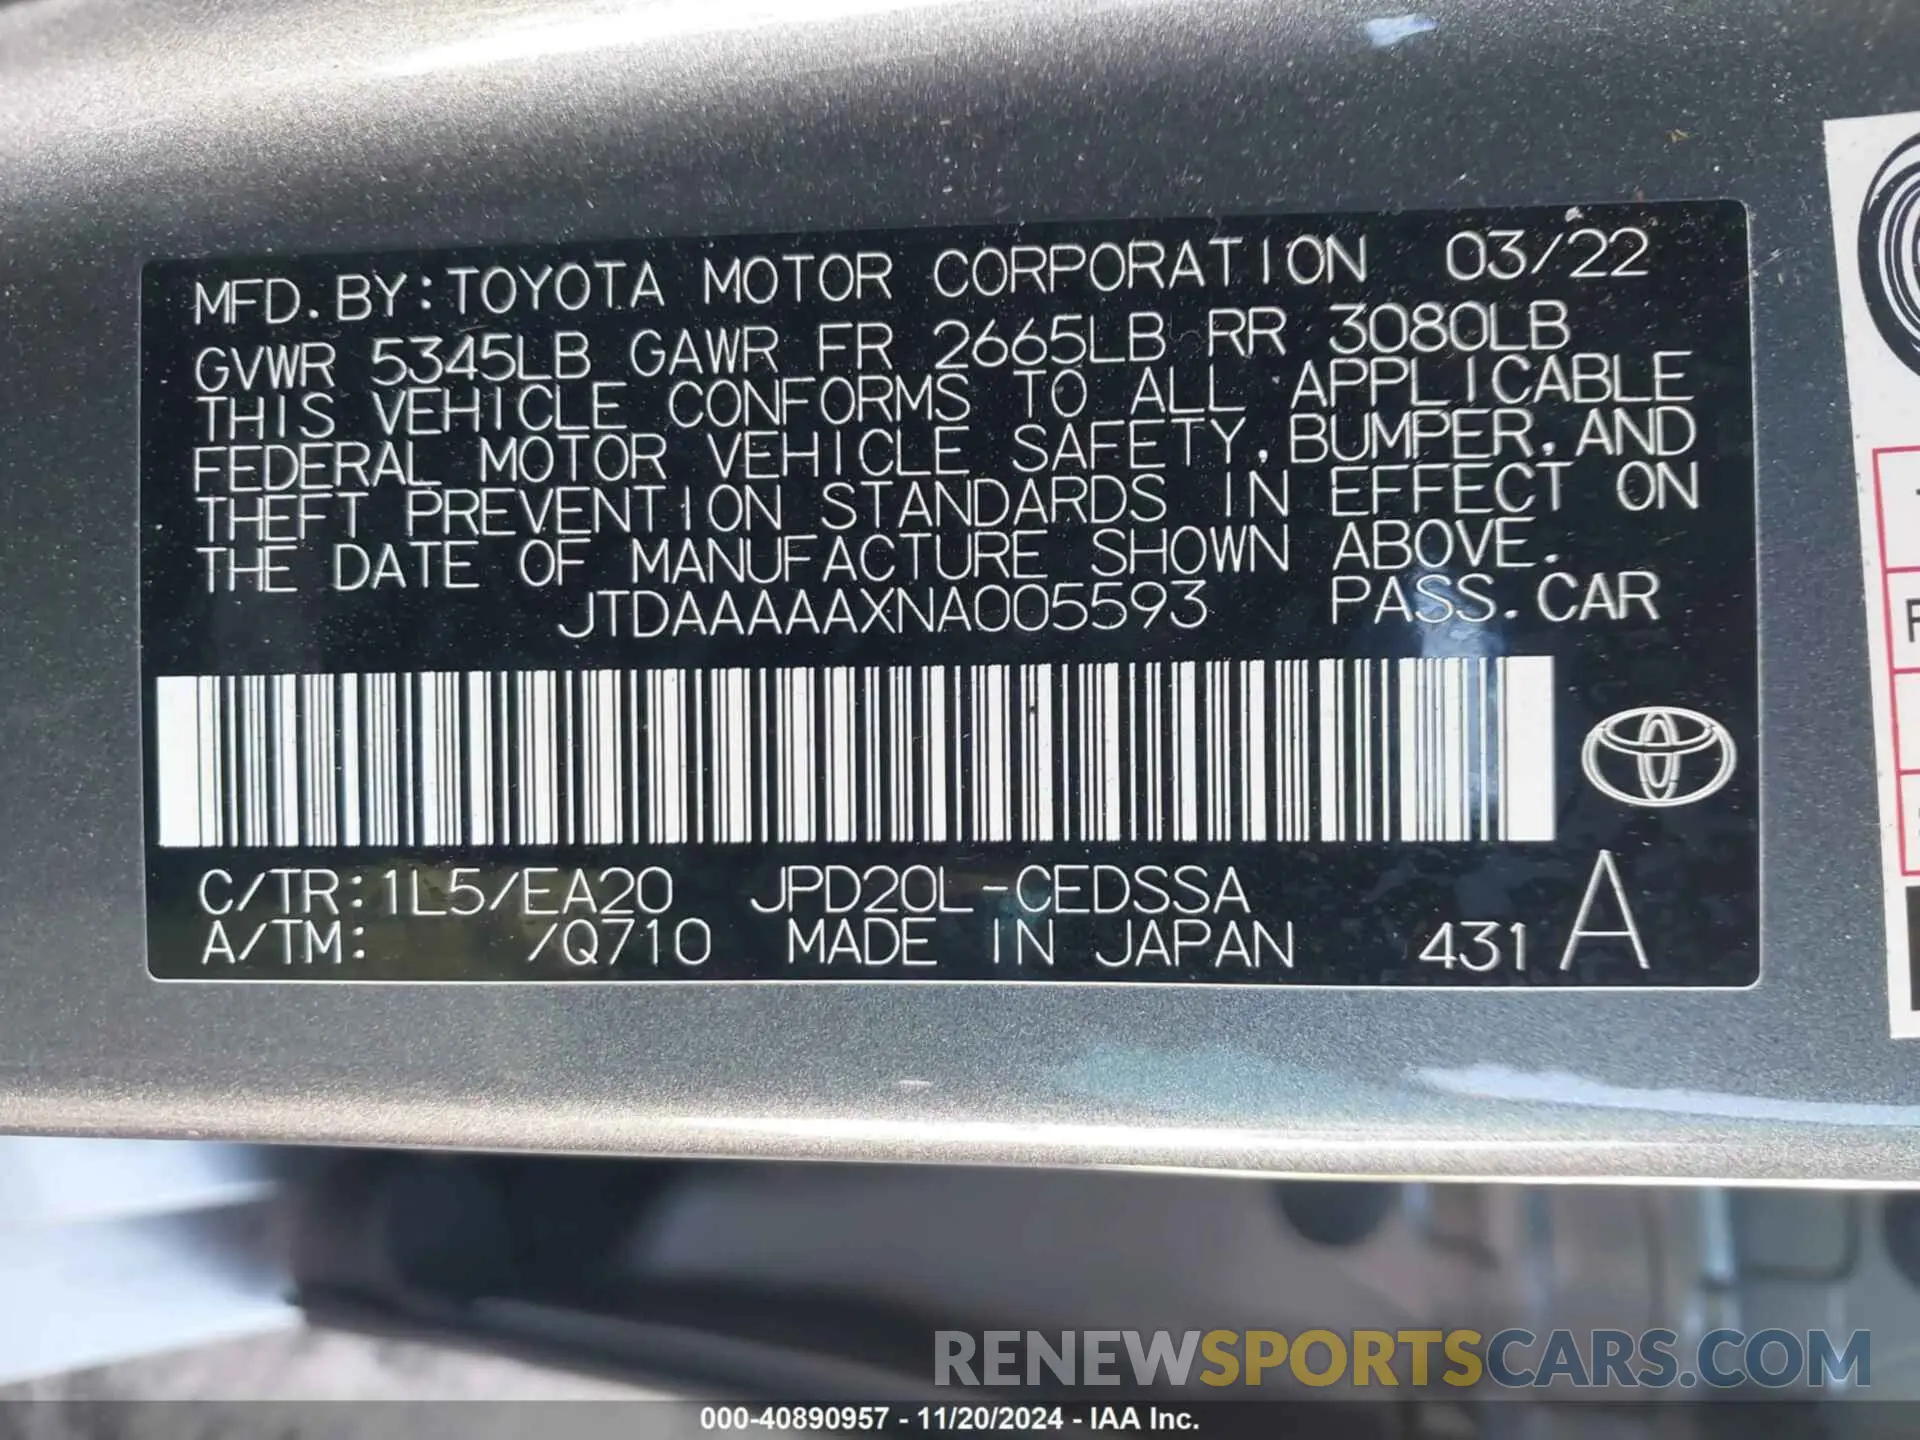 MFD. BY: TOYOTA MOTOR CORPORATION 03/22
GVWR 5345LB GAWR FR 2665LB RR 3080LB
THIS VEHICLE CONFORMS TO ALL APPLICABLE
FEDERAL MOTOR VEHICLE SAFETY, BUMPER, AND
THEFT PREVENTION STANDARDS IN EFFECT ON
THE DATE OF MANUFACTURE SHOWN ABOVE.
JTDAAAAAXNA005593 PASS. CAR
C/TR: 1L5/EA20 JPD20L-CEDSSA
A/TM: /Q710 MADE IN JAPAN 431 A
RENEWSPORTSCARS.COM
000-40890957 - 11/20/2024 - IAA Inc.